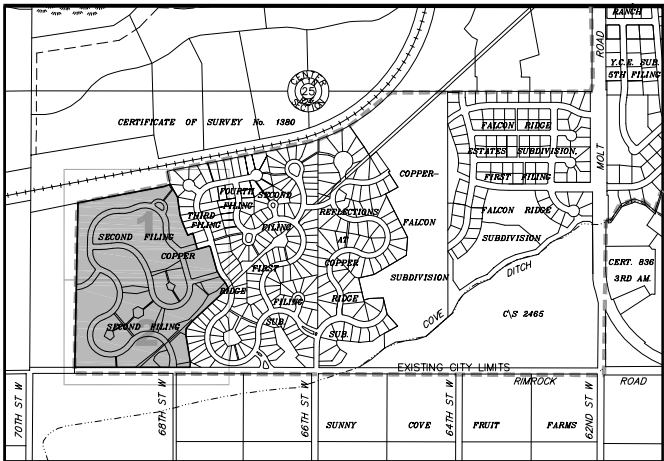 RANCH
ROAD
Y.C.E. SUB.
5TH FILING
CENTER
25
SECTION
CERTIFICATE OF SURVEY No. 1380
FALCON RIDGE
ESTATES SUBDIVISION,
FIRST FILING
MOLT
COPPER-
FALCON
SUBDIVISION
FALCON RIDGE
SUBDIVISION
FOURTH
FILING
SECOND
FILING
THIRD
FILING
REFLECTIONS
AT
COPPER
RIDGE
SUB.
1
SECOND FILING
COPPER
RIDGE
FIRST
FILING
SUB.
2
SECOND FILING
CERT. 836
3RD AM.
DITCH
COVE
C\S 2465
EXISTING CITY LIMITS
RIMROCK ROAD
70TH ST W
68TH ST W
66TH ST W
64TH ST W
62ND ST W
SUNNY COVE FRUIT FARMS